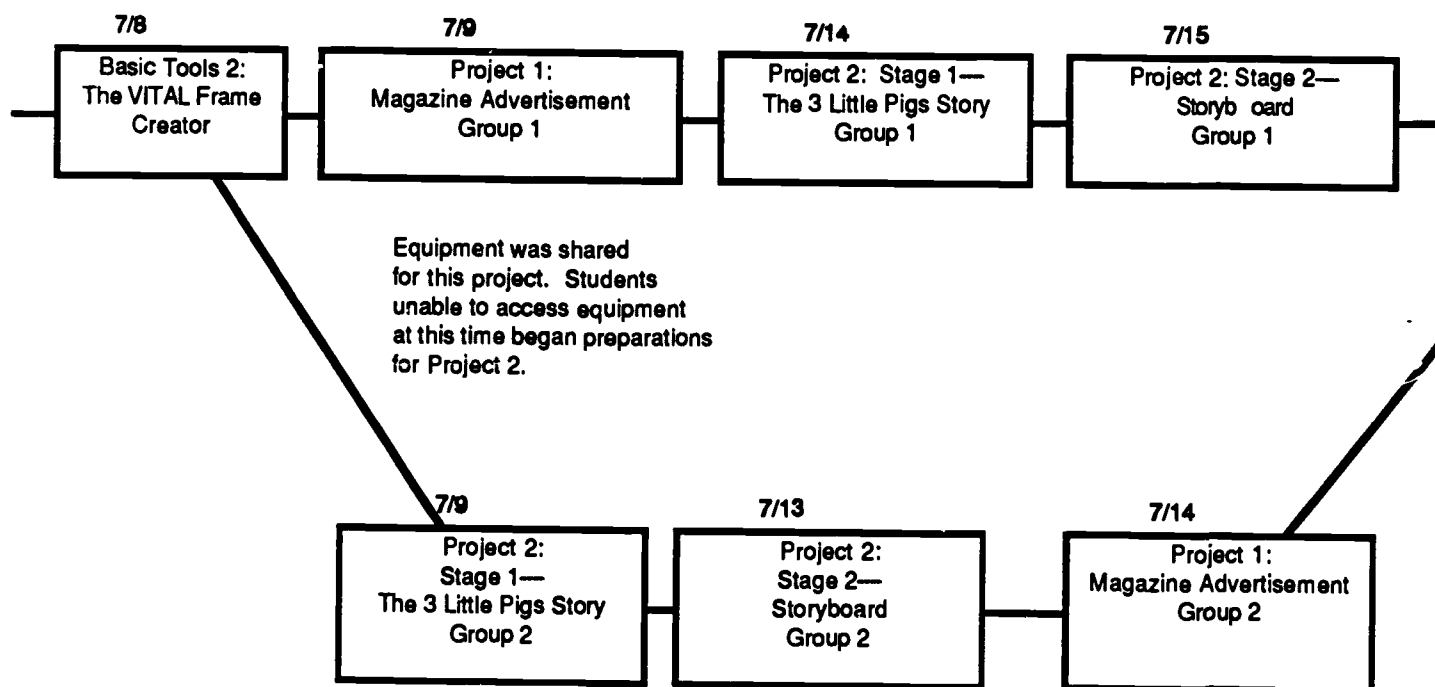 7/8
Basic Tools 2:
The VITAL Frame
Creator
7/9
Project 1:
Magazine Advertisement
Group 1
7/14
Project 2: Stage 1—
The 3 Little Pigs Story
Group 1
7/15
Project 2: Stage 2—
Storyb oard
Group 1
Equipment was shared
for this project. Students
unable to access equipment
at this time began preparations
for Project 2.
7/9
Project 2:
Stage 1—
The 3 Little Pigs Story
Group 2
7/13
Project 2:
Stage 2—
Storyboard
Group 2
7/14
Project 1:
Magazine Advertisement
Group 2